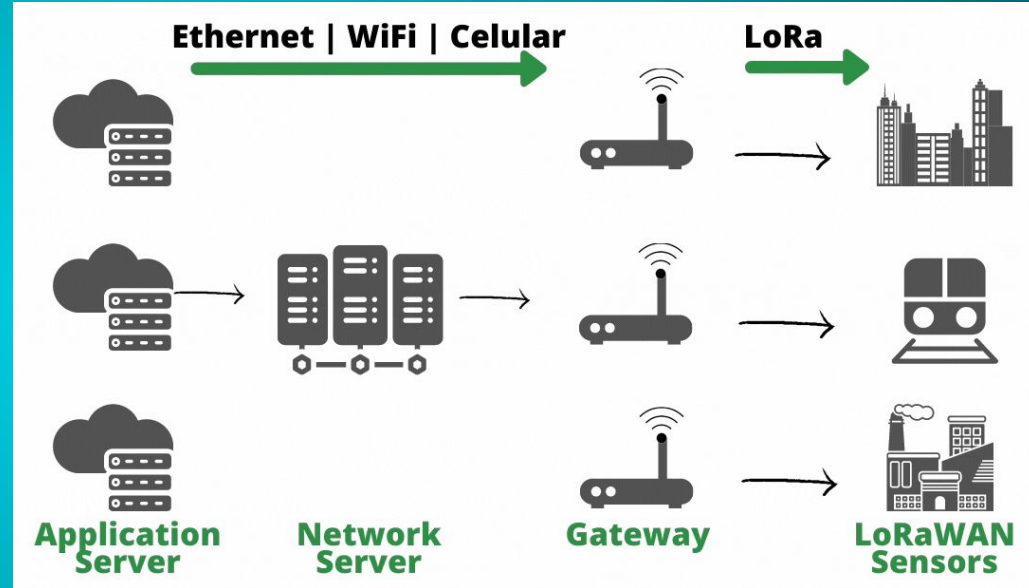 Ethernet | WiFi | Celular
LoRa
Application
Server
Network
Server
Gateway
LoRaWAN
Sensors